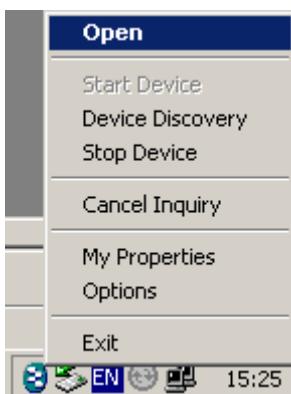 Open
Start Device
Device Discovery
Stop Device
Cancel Inquiry
My Properties
Options
Exit
EN 15:25